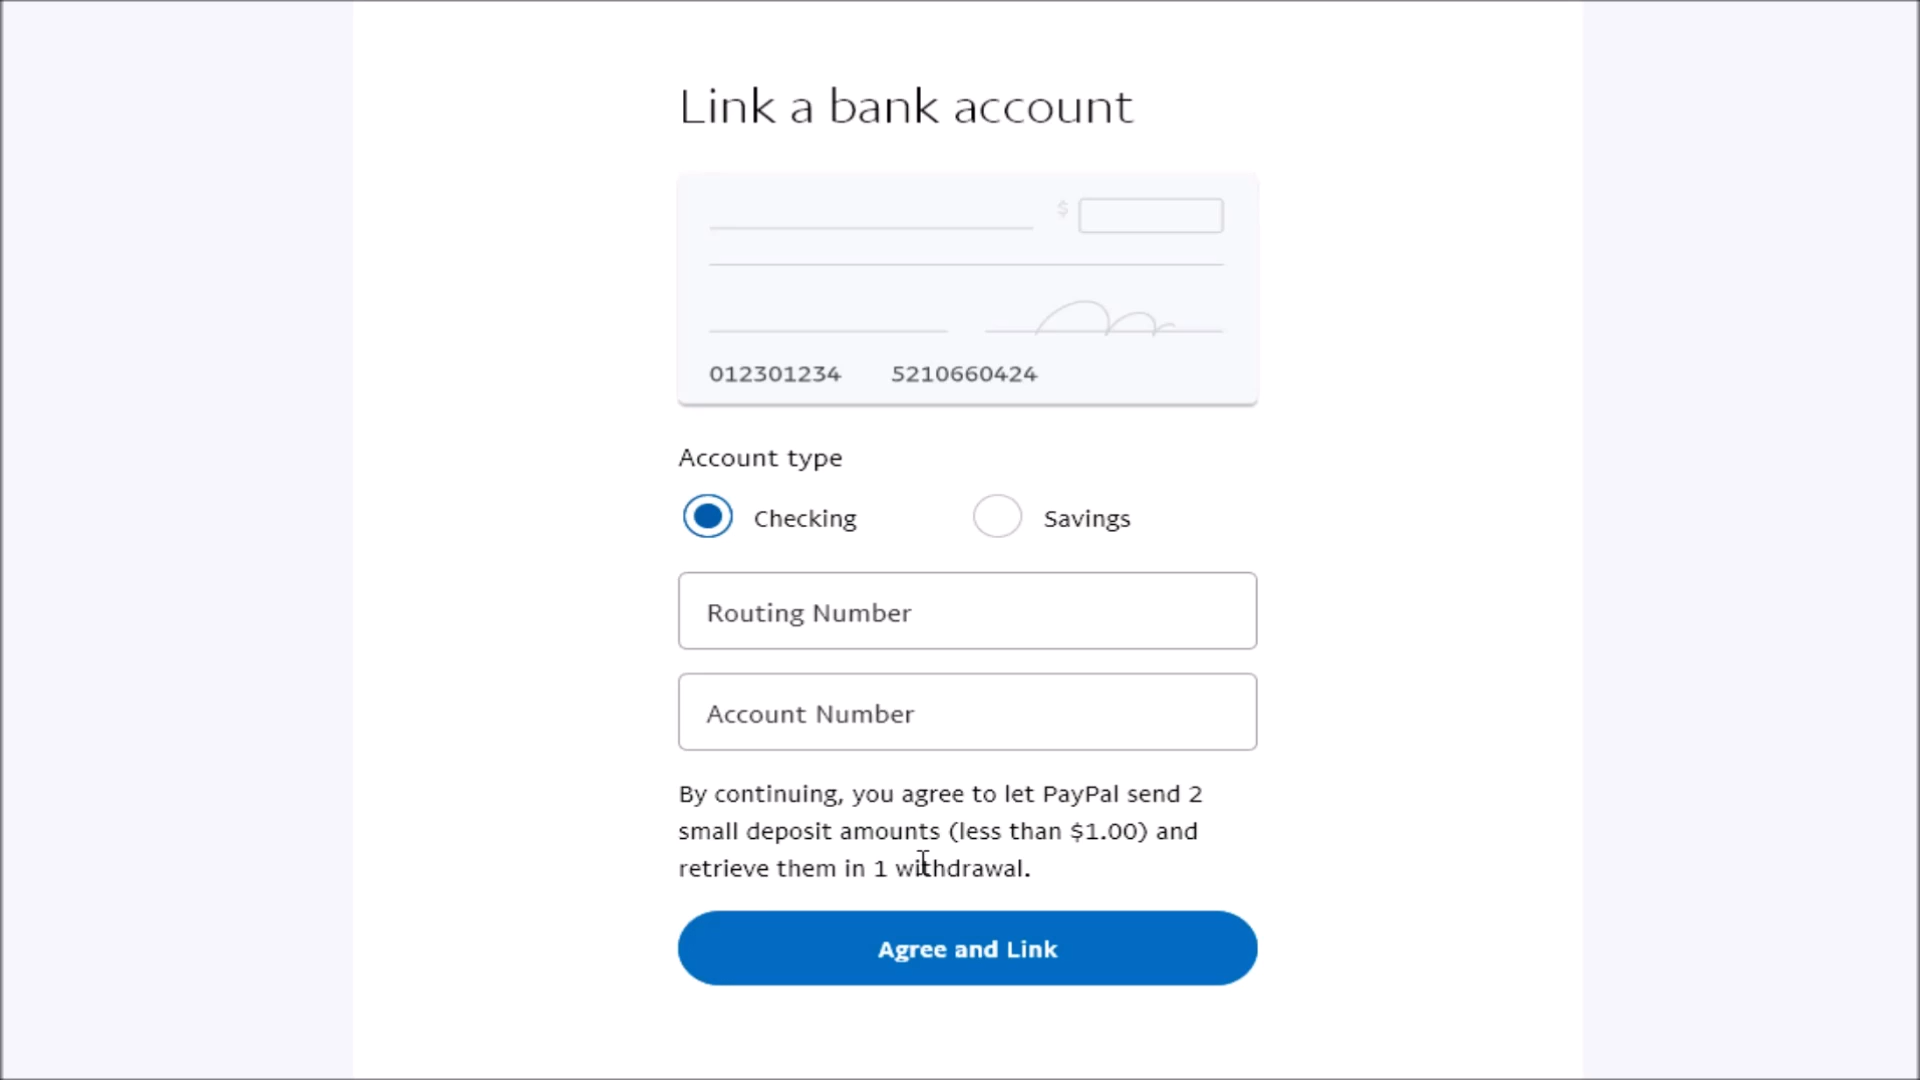 Link a bank account
$
012301234 5210660424
Account type
Checking Savings
Routing Number
Account Number
By continuing, you agree to let PayPal send 2
small deposit amounts (less than $1.00) and
retrieve them in 1 withdrawal.
Agree and Link